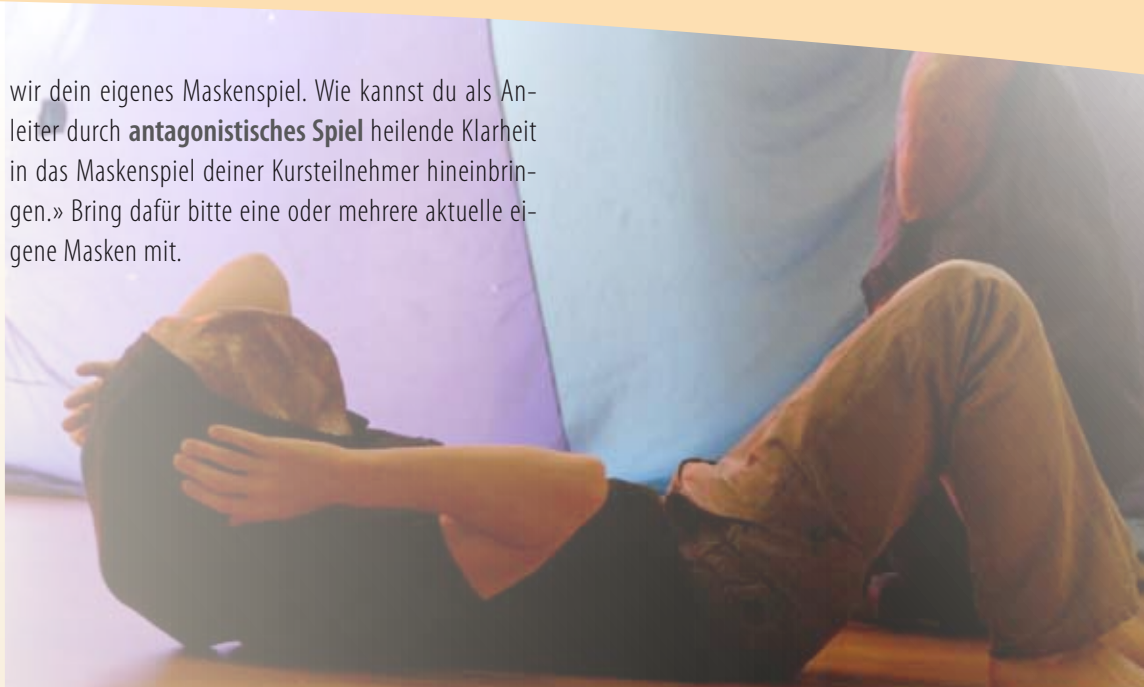 wir dein eigenes Maskenspiel. Wie kannst du als An-
leiter durch antagonistisches Spiel heilende Klarheit
in das Maskenspiel deiner Kursteilnehmer hineinbrin-
gen.» Bring dafür bitte eine oder mehrere aktuelle ei-
gene Masken mit.